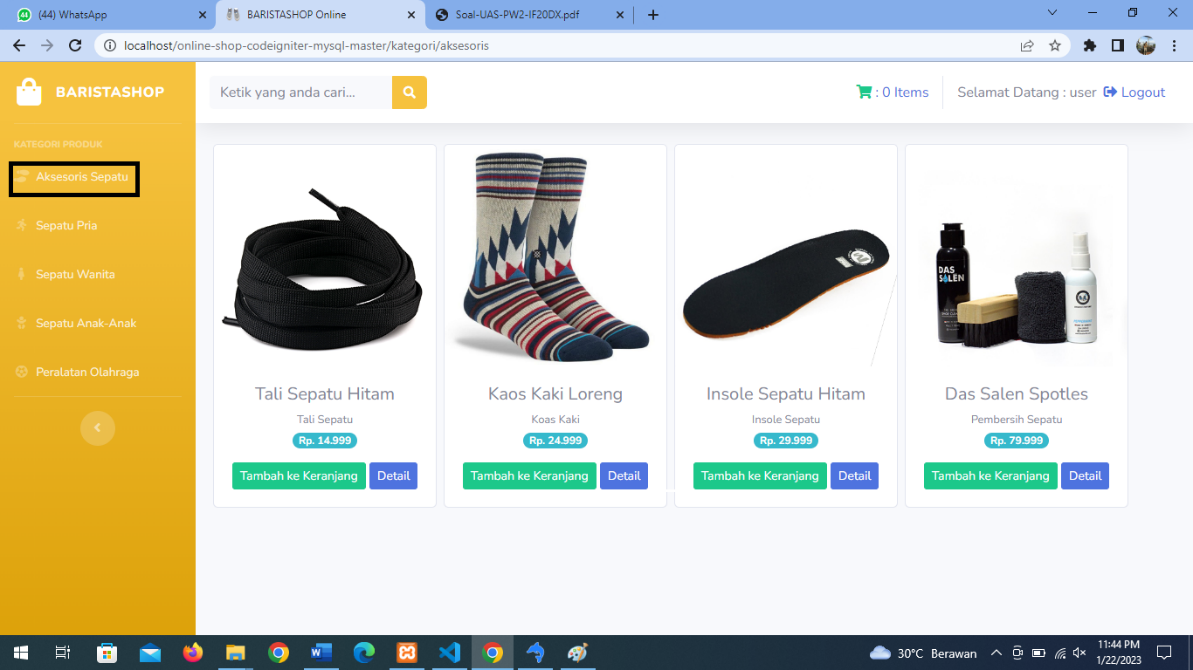 44
(44) WhatsApp
BARISTASHOP Online
Soal-UAS-PW2-IF20DX.pdf
localhost/online-shop-codeigniter-mysql-master/kategori/aksesoris
BARISTASHOP
Ketik yang anda cari...
: 0 Items
Selamat Datang : user
Logout
KATEGORI PRODUK
Aksesoris Sepatu
Sepatu Pria
Sepatu Wanita
Sepatu Anak-Anak
Peralatan Olahraga
DAS
SOLEN
Tali Sepatu Hitam
Tali Sepatu
Rp. 14.999
Tambah ke Keranjang
Detail
Kaos Kaki Loreng
Koas Kaki
Rp. 24.999
Tambah ke Keranjang
Detail
Insole Sepatu Hitam
Insole Sepatu
Rp. 29.999
Tambah ke Keranjang
Detail
Das Salen Spotles
Pembersih Sepatu
Rp. 79.999
Tambah ke Keranjang
Detail
30°C Berawan
11:44 PM
1/22/2023